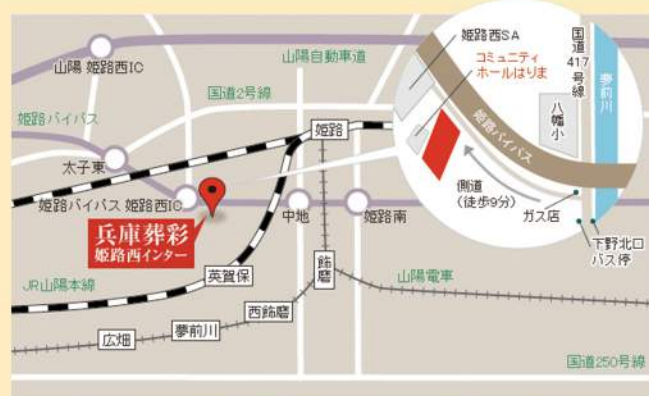 山陽 姫路西IC
山陽自動車道
国道2号線
姫路バイパス
太子東
姫路
姫路バイパス 姫路西IC
中地
姫路南
兵庫葬彩
姫路西インター
JR山陽本線
英賀保
飾磨
山陽電車
西飾磨
夢前川
広畑
国道250号線
姫路西SA
コミュニティ
ホールはりま
国道417号線
夢前川
八幡小
姫路バイパス
側道
(徒歩9分)
ガス店
下野北口
バス停